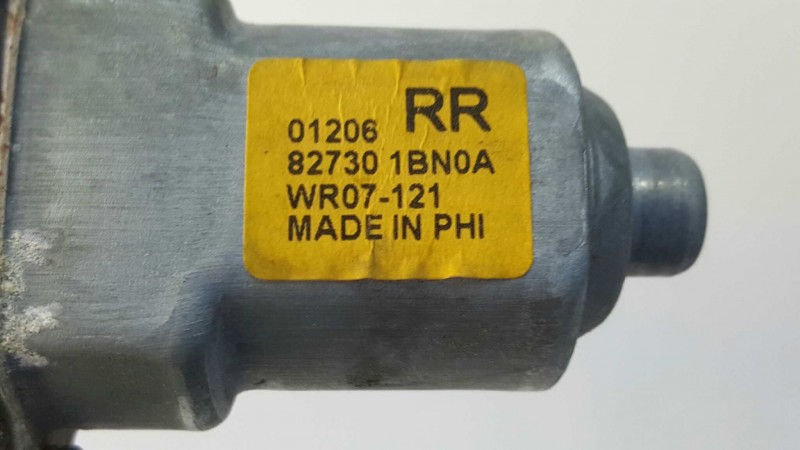 01206 RR
82730 1BN0A
WR07-121
MADE IN PHI